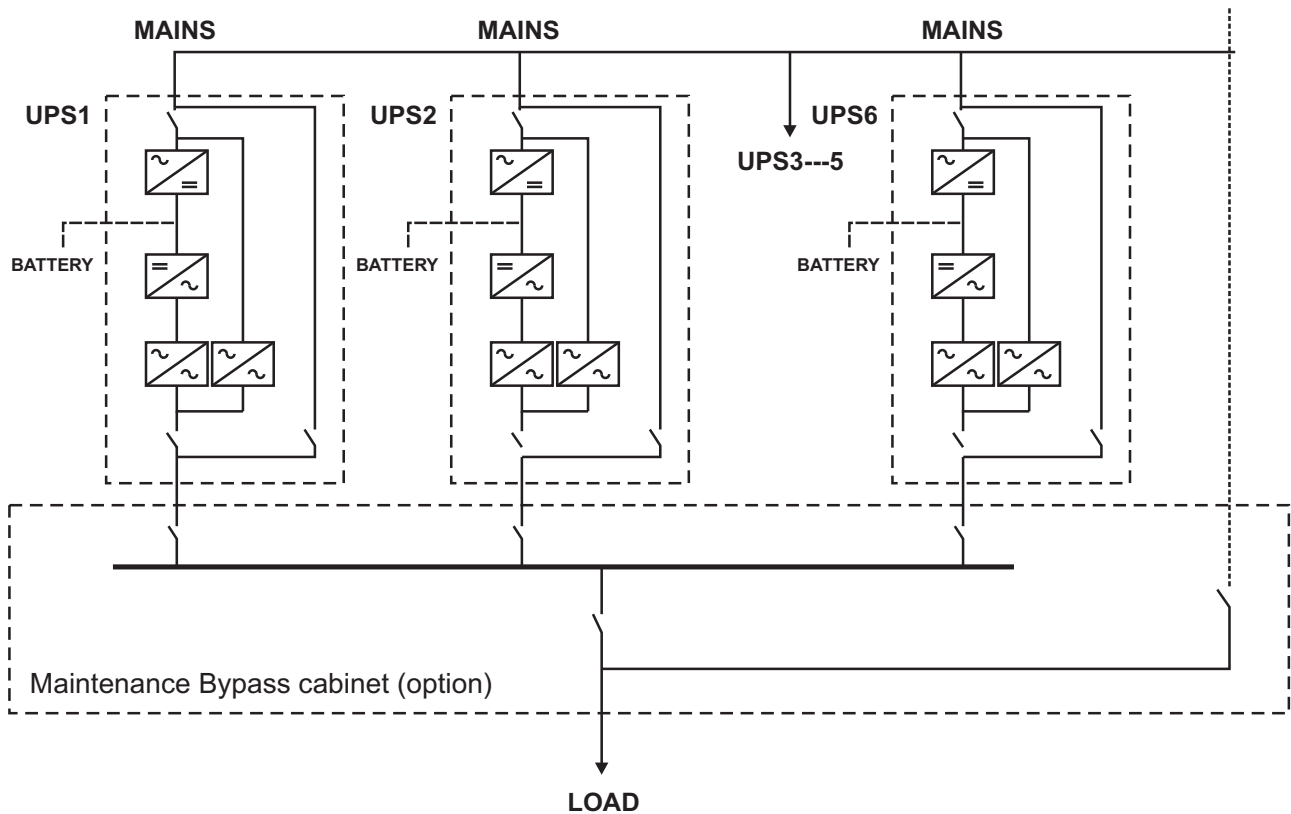 MAINS MAINS MAINS
UPS1 UPS2 UPS6
UPS3---5
BATTERY BATTERY BATTERY
Maintenance Bypass cabinet (option)
LOAD